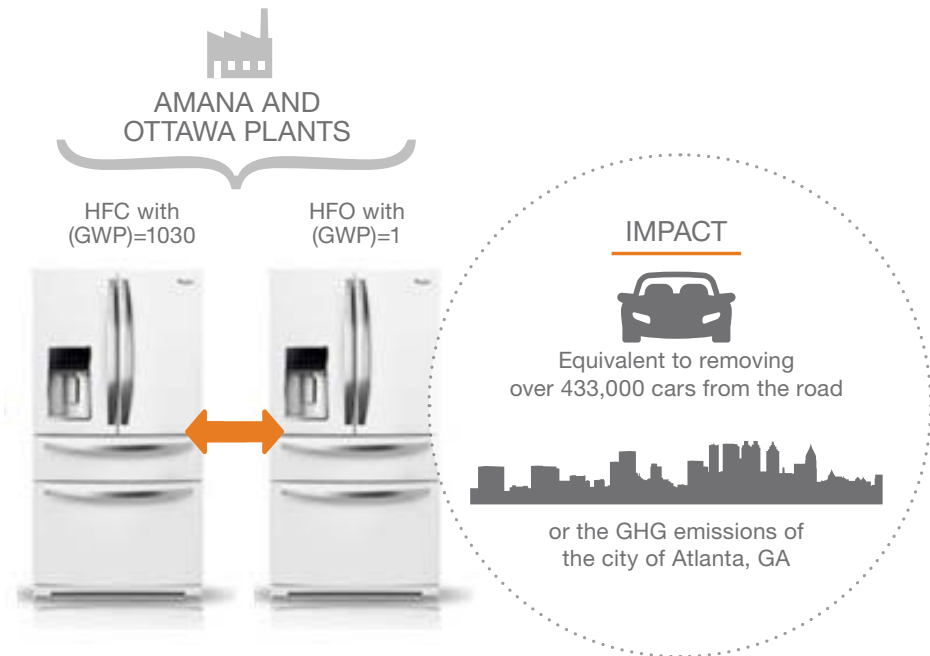 AMANA AND
OTTAWA PLANTS
HFC with
(GWP)=1030
HFO with
(GWP)=1
IMPACT
Equivalent to removing
over 433,000 cars from the road
or the GHG emissions of
the city of Atlanta, GA